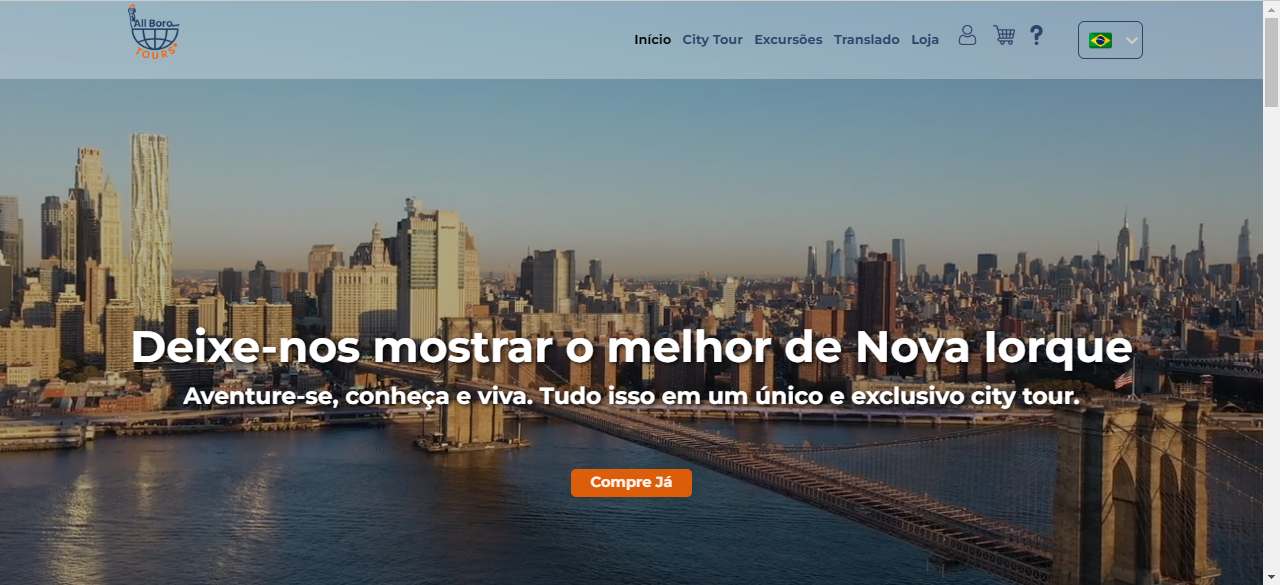 All Boro
TOURS
Início City Tour Excursões Translado Loja ?
Deixe-nos mostrar o melhor de Nova Iorque
Aventure-se, conheça e viva. Tudo isso em um único e exclusivo city tour.
Compre Já